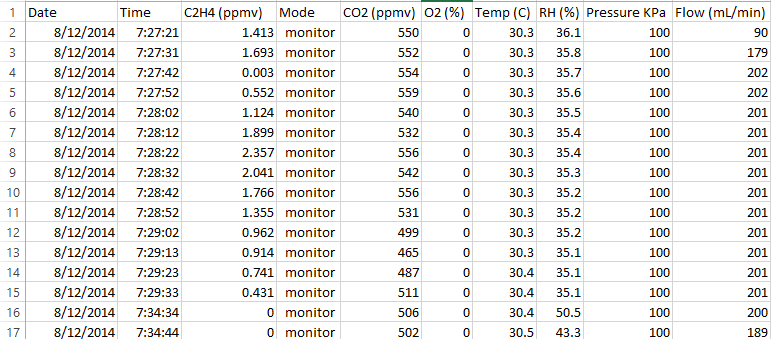 1 Date Time C2H4 (ppmv) Mode CO2 (ppmv) O2 (%) Temp (C) RH (%) Pressure KPa Flow (mL/min)
2 8/12/2014 7:27:21 1.413 monitor 550 0 30.3 36.1 100 90
3 8/12/2014 7:27:31 1.693 monitor 552 0 30.3 35.8 100 179
4 8/12/2014 7:27:42 0.003 monitor 554 0 30.3 35.7 100 202
5 8/12/2014 7:27:52 0.552 monitor 559 0 30.3 35.6 100 202
6 8/12/2014 7:28:02 1.124 monitor 540 0 30.3 35.5 100 201
7 8/12/2014 7:28:12 1.899 monitor 532 0 30.3 35.4 100 201
8 8/12/2014 7:28:22 2.357 monitor 556 0 30.3 35.4 100 201
9 8/12/2014 7:28:32 2.041 monitor 542 0 30.3 35.3 100 201
10 8/12/2014 7:28:42 1.766 monitor 556 0 30.3 35.2 100 201
11 8/12/2014 7:28:52 1.355 monitor 531 0 30.3 35.2 100 201
12 8/12/2014 7:29:02 0.962 monitor 499 0 30.3 35.2 100 201
13 8/12/2014 7:29:13 0.914 monitor 465 0 30.3 35.1 100 201
14 8/12/2014 7:29:23 0.741 monitor 487 0 30.4 35.1 100 201
15 8/12/2014 7:29:33 0.431 monitor 511 0 30.4 35.1 100 201
16 8/12/2014 7:34:34 0 monitor 506 0 30.4 50.5 100 200
17 8/12/2014 7:34:44 0 monitor 502 0 30.5 43.3 100 189